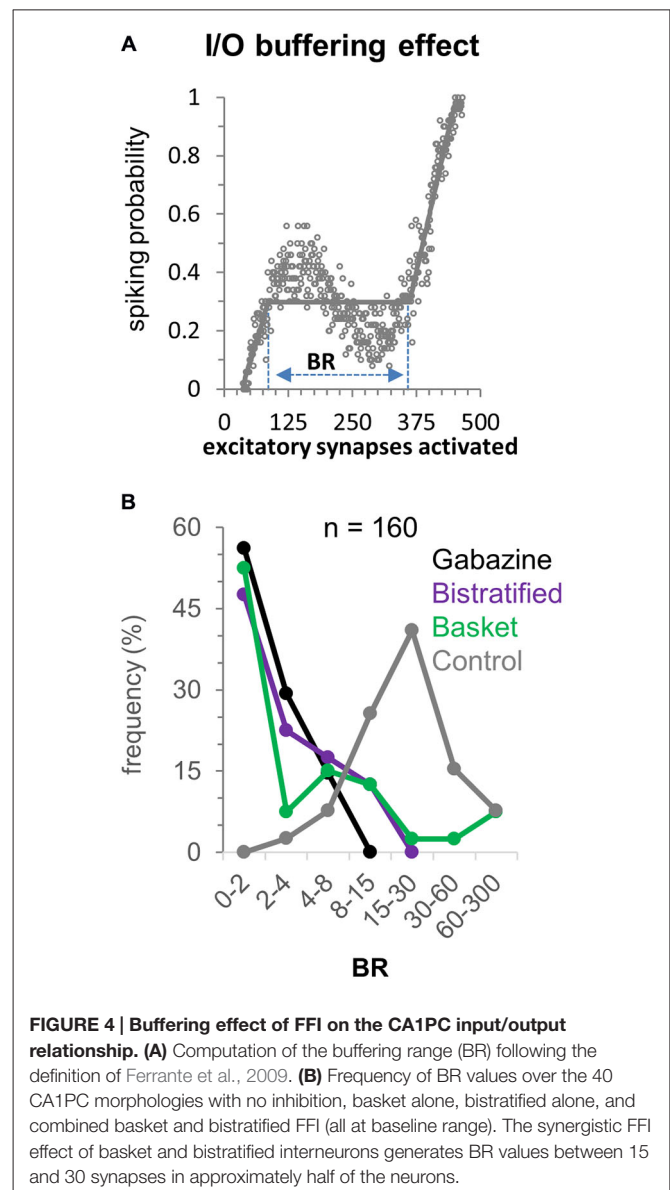 A I/O buffering effect
spiking probability
1
0.8
0.6
0.4
0.2
0
BR
0 125 250 375 500
excitatory synapses activated
B
n = 160
Gabazine
Bistratified
Basket
Control
frequency (%)
60
45
30
15
0
0-2 2-4 4-8 8-15 15-30 30-60 60-300
BR
FIGURE 4 | Buffering effect of FFI on the CA1PC input/output
relationship. (A) Computation of the buffering range (BR) following the
definition of Ferrante et al., 2009. (B) Frequency of BR values over the 40
CA1PC morphologies with no inhibition, basket alone, bistratified alone, and
combined basket and bistratified FFI (all at baseline range). The synergistic FFI
effect of basket and bistratified interneurons generates BR values between 15
and 30 synapses in approximately half of the neurons.